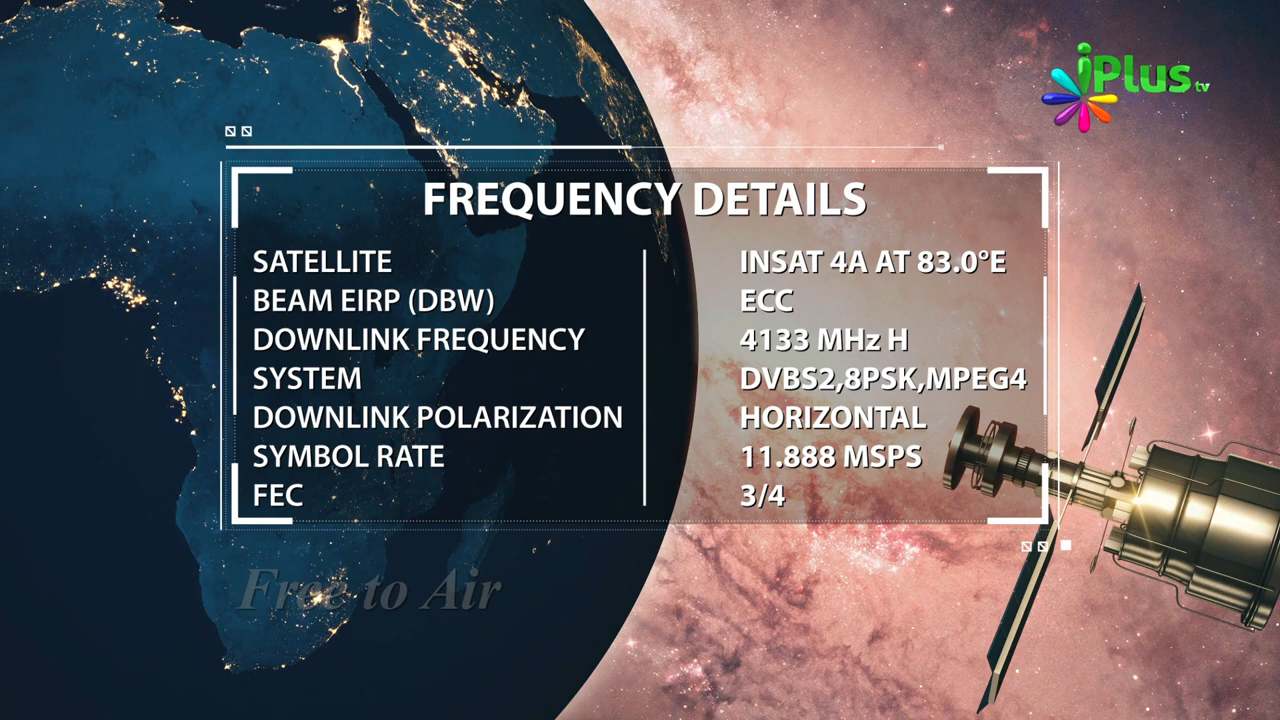 iPlus tv
FREQUENCY DETAILS
SATELLITE INSAT 4A AT 83.0°E
BEAM EIRP (DBW) ECC
DOWNLINK FREQUENCY 4133 MHz H
SYSTEM DVBS2,8PSK,MPEG4
DOWNLINK POLARIZATION HORIZONTAL
SYMBOL RATE 11.888 MSPS
FEC 3/4
Free to Air